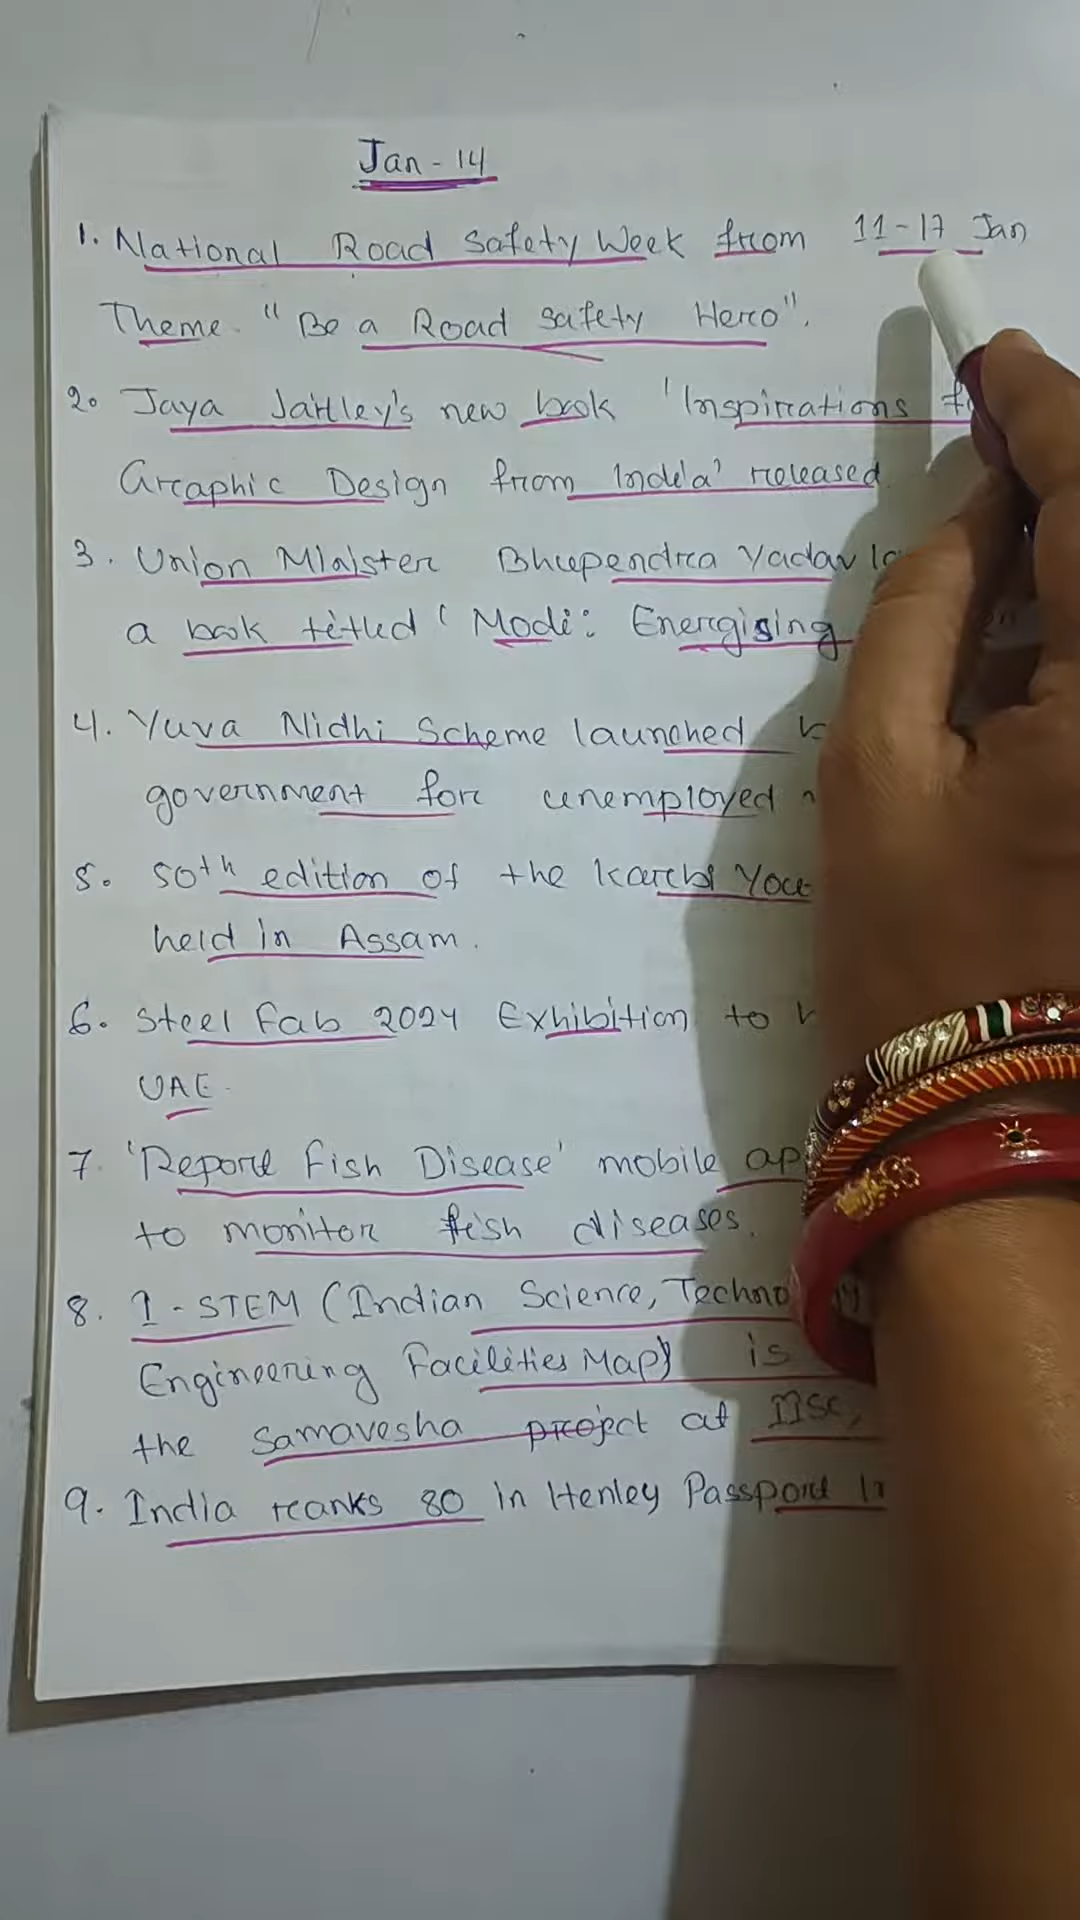 Jan - 14
1. National Road Safety Week from 11-17 Jan
Theme. "Be a Road Safety Hero".
2. Jaya Jaitley's new book 'Inspirations
Graphic Design from India' released.
3. Union Minister Bhupendra Yadav
a book titled 'Modi: Energising
4. Yuva Nidhi Scheme launched
government for unemployed
5. 50th edition of the Karbi
held in Assam.
6. Steel Fab 2024 Exhibition to
UAE.
7. 'Report Fish Disease' mobile
to monitor fish diseases.
8. I-STEM (Indian Science,
Engineering Facilities Map) is
the Samavesha project at IISC,
9. India ranks 80 in Henley Passport